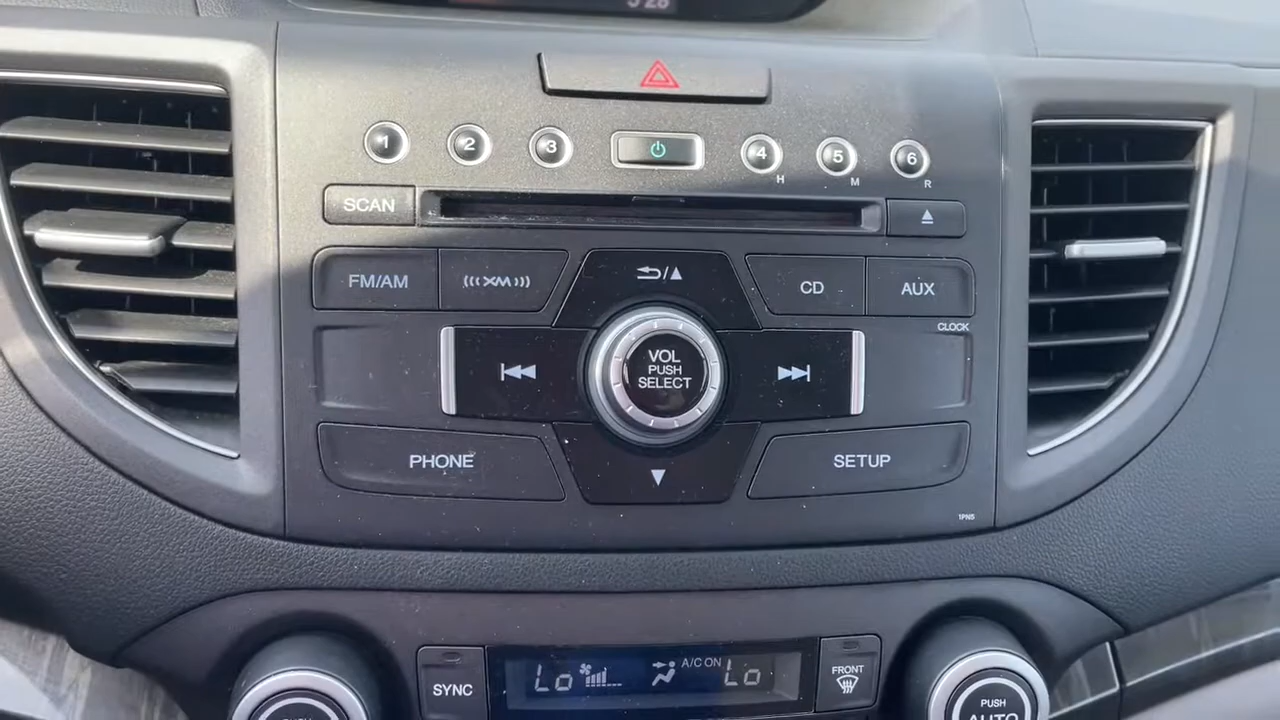 1
2
3
4
5
6
H
M
R
SCAN
FM/AM
XM
CD
AUX
CLOCK
VOL
PUSH
SELECT
PHONE
SETUP
1PN5
SYNC
Lo
A/C ON
Lo
FRONT
PUSH
AUTO